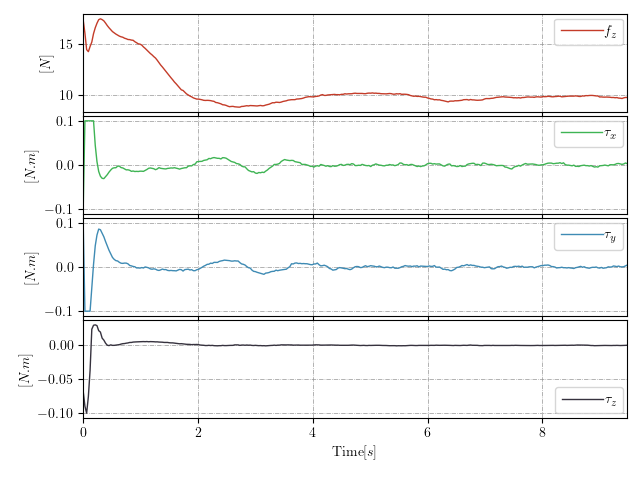 15
10
[N]
f_z
0.1
0.0
−0.1
[N.m]
τ_x
0.1
0.0
−0.1
[N.m]
τ_y
0.00
−0.05
−0.10
[N.m]
τ_z
0 2 4 6 8
Time[s]